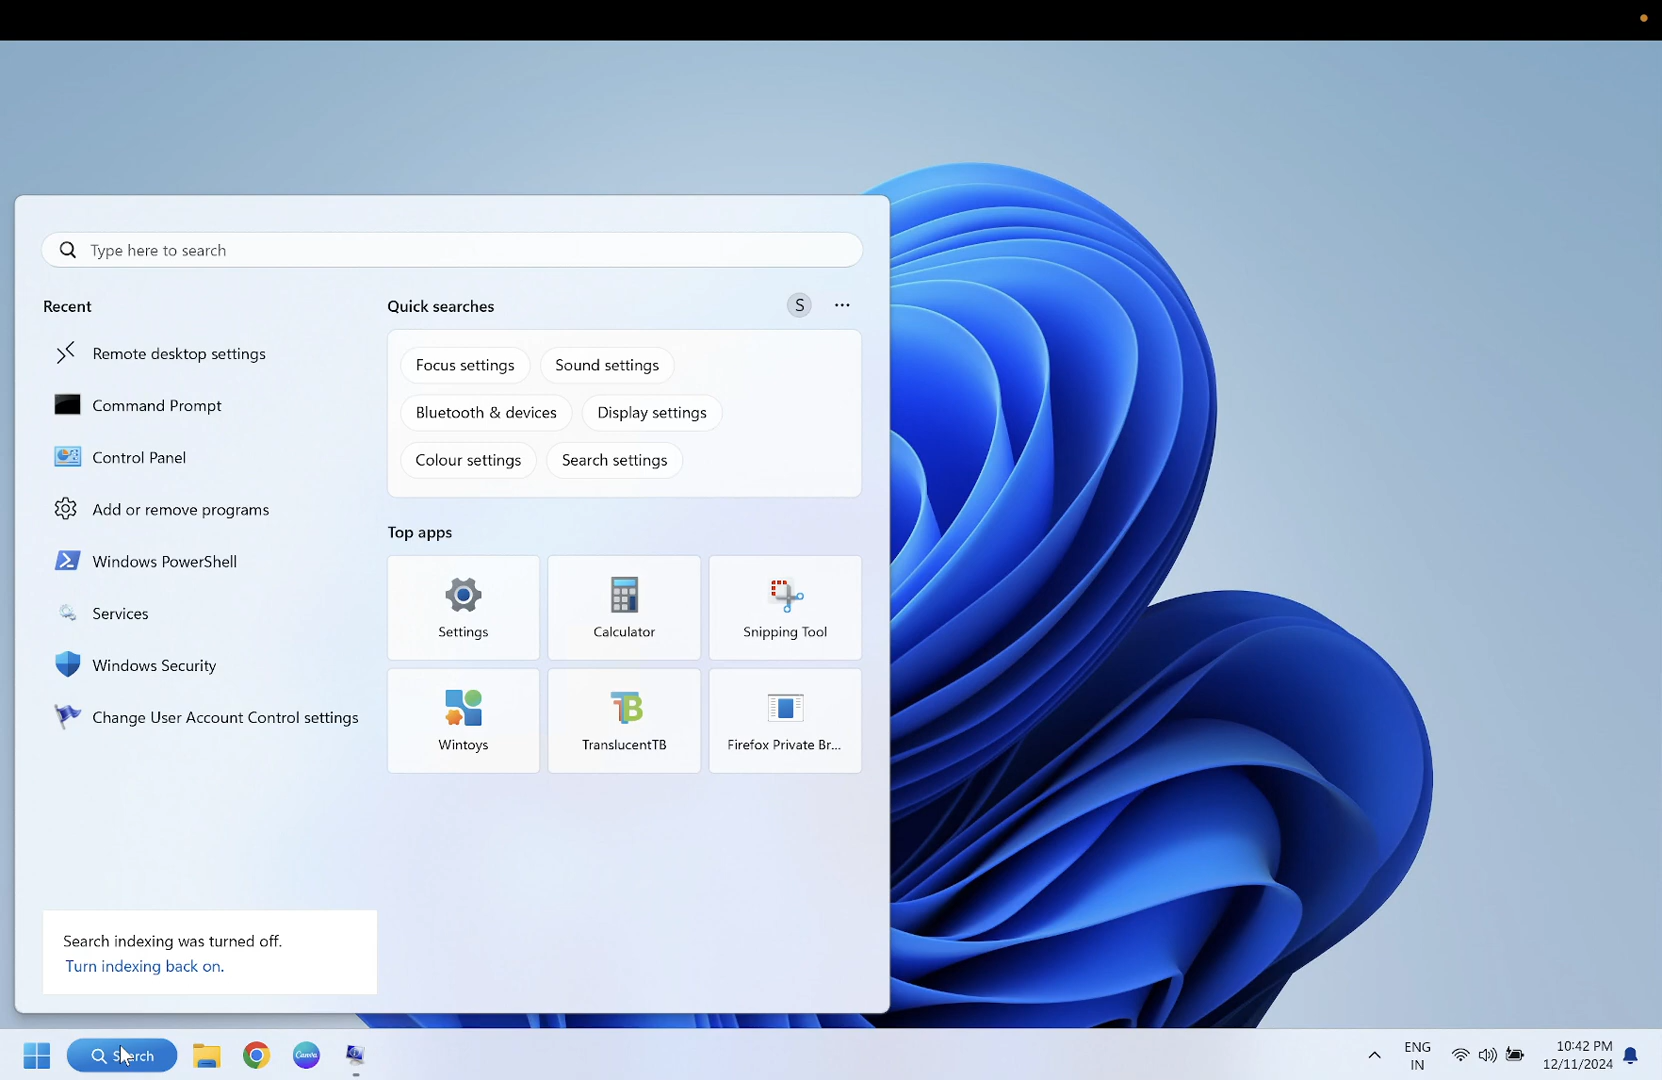 Type here to search
Recent
Remote desktop settings
Command Prompt
Control Panel
Add or remove programs
Windows PowerShell
Services
Windows Security
Change User Account Control settings
Quick searches
S
Focus settings
Sound settings
Bluetooth & devices
Display settings
Colour settings
Search settings
Top apps
Settings
Calculator
Snipping Tool
Wintoys
TB
TranslucentTB
Firefox Private Br...
Search indexing was turned off.
Turn indexing back on.
Search
Canva
ENG
IN
10:42 PM
12/11/2024